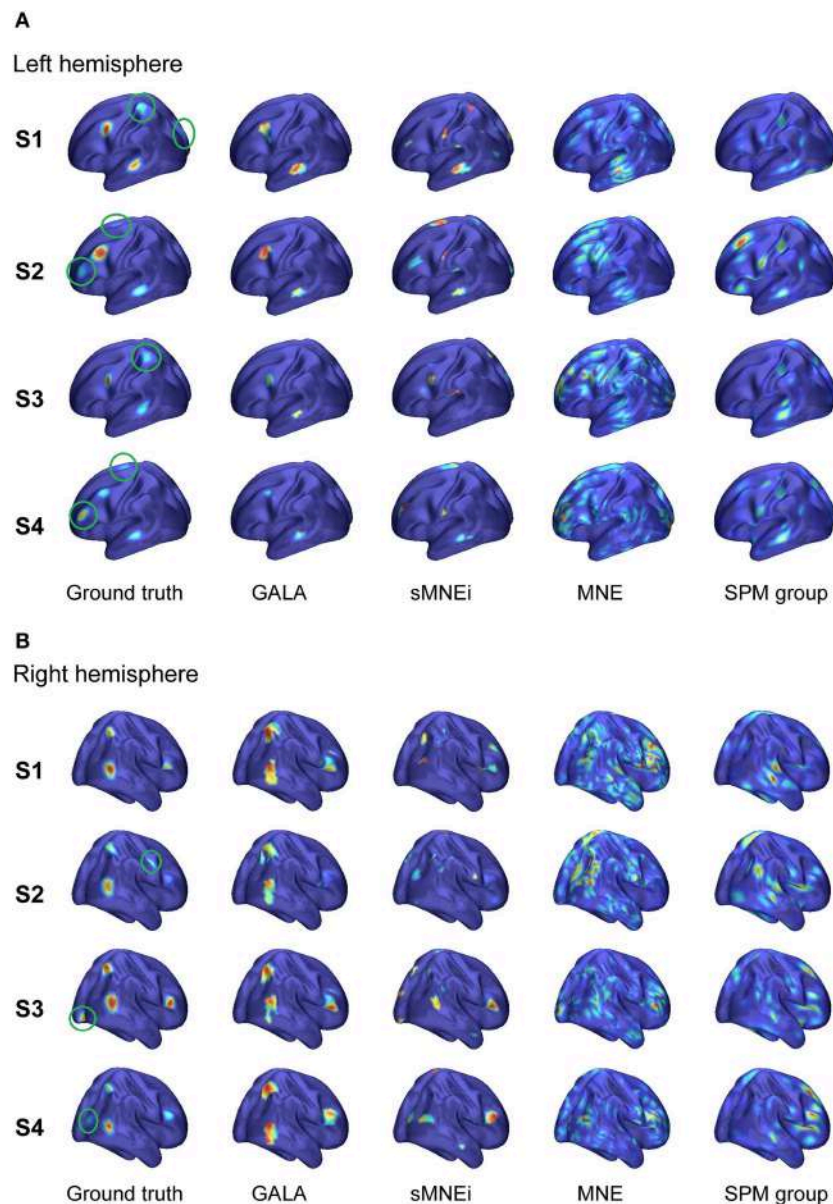 A
Left hemisphere
S1
S2
S3
S4
Ground truth GALA sMNEi MNE SPM group
B
Right hemisphere
S1
S2
S3
S4
Ground truth GALA sMNEi MNE SPM group